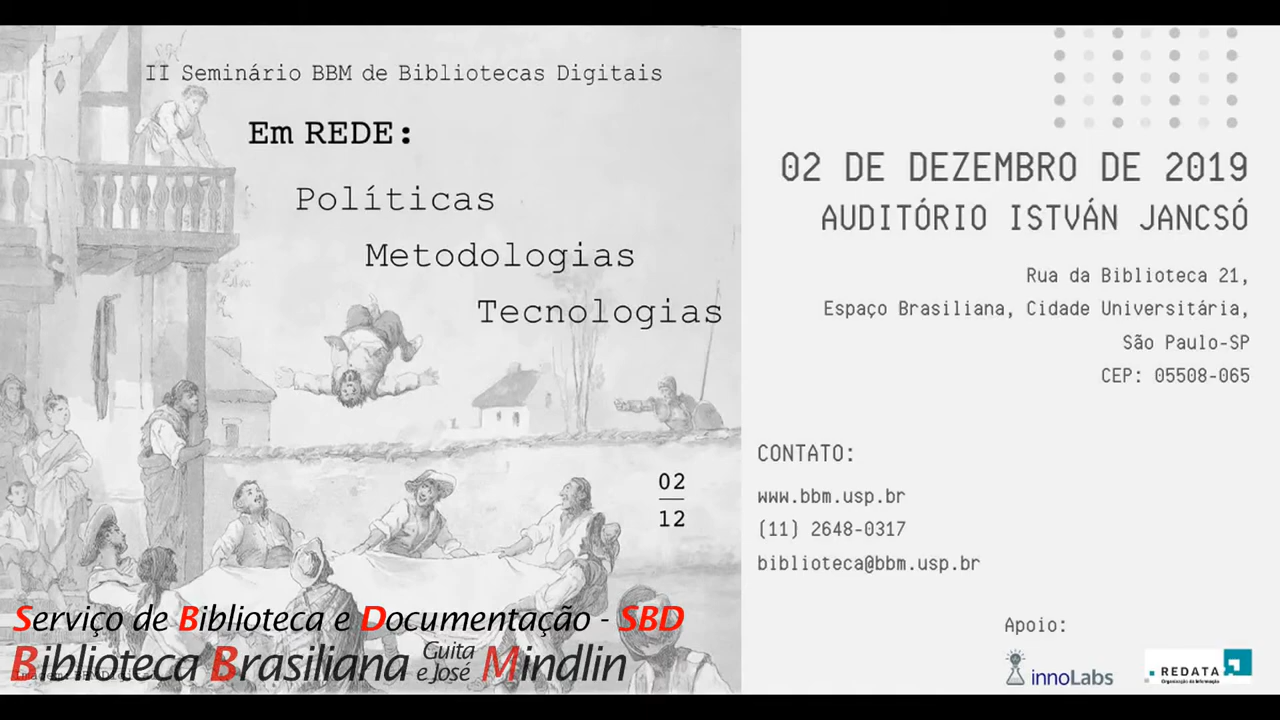 II Seminário BBM de Bibliotecas Digitais
Em REDE:
Políticas
Metodologias
Tecnologias
02
12
Serviço de Biblioteca e Documentação - SBD
Biblioteca Brasiliana Guita e José Mindlin
02 DE DEZEMBRO DE 2019
AUDITÓRIO ISTVÁN JANCSÓ
Rua da Biblioteca 21,
Espaço Brasiliana, Cidade Universitária,
São Paulo-SP
CEP: 05508-065
CONTATO:
www.bbm.usp.br
(11) 2648-0317
biblioteca@bbm.usp.br
Apoio:
innoLabs
REDATA
Organização da Informação